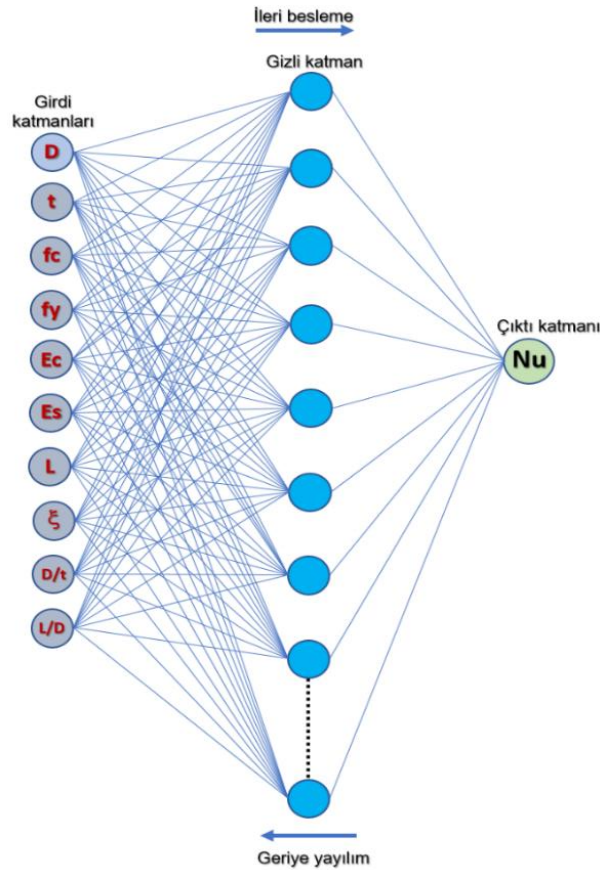 İleri besleme
Gizli katman
Girdi
katmanları
D
t
fc
fy
Ec
Es
L
ξ
D/t
L/D
Çıktı katmanı
Nu
Geriye yayılım